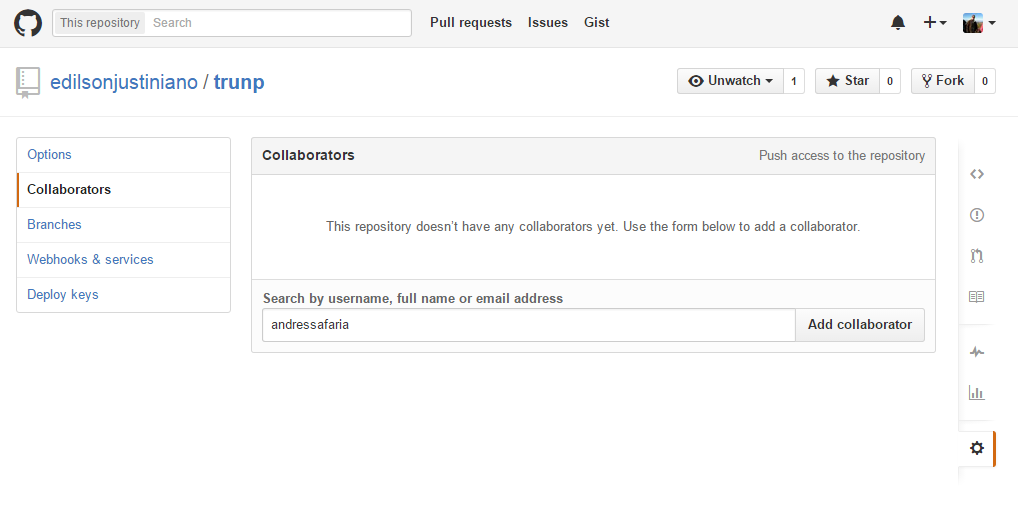 This repository Search Pull requests Issues Gist
edilsonjustiniano / trunp Unwatch 1 Star 0 Fork 0
Options
Collaborators
Branches
Webhooks & services
Deploy keys
Collaborators Push access to the repository
This repository doesn't have any collaborators yet. Use the form below to add a collaborator.
Search by username, full name or email address
andressafaria Add collaborator